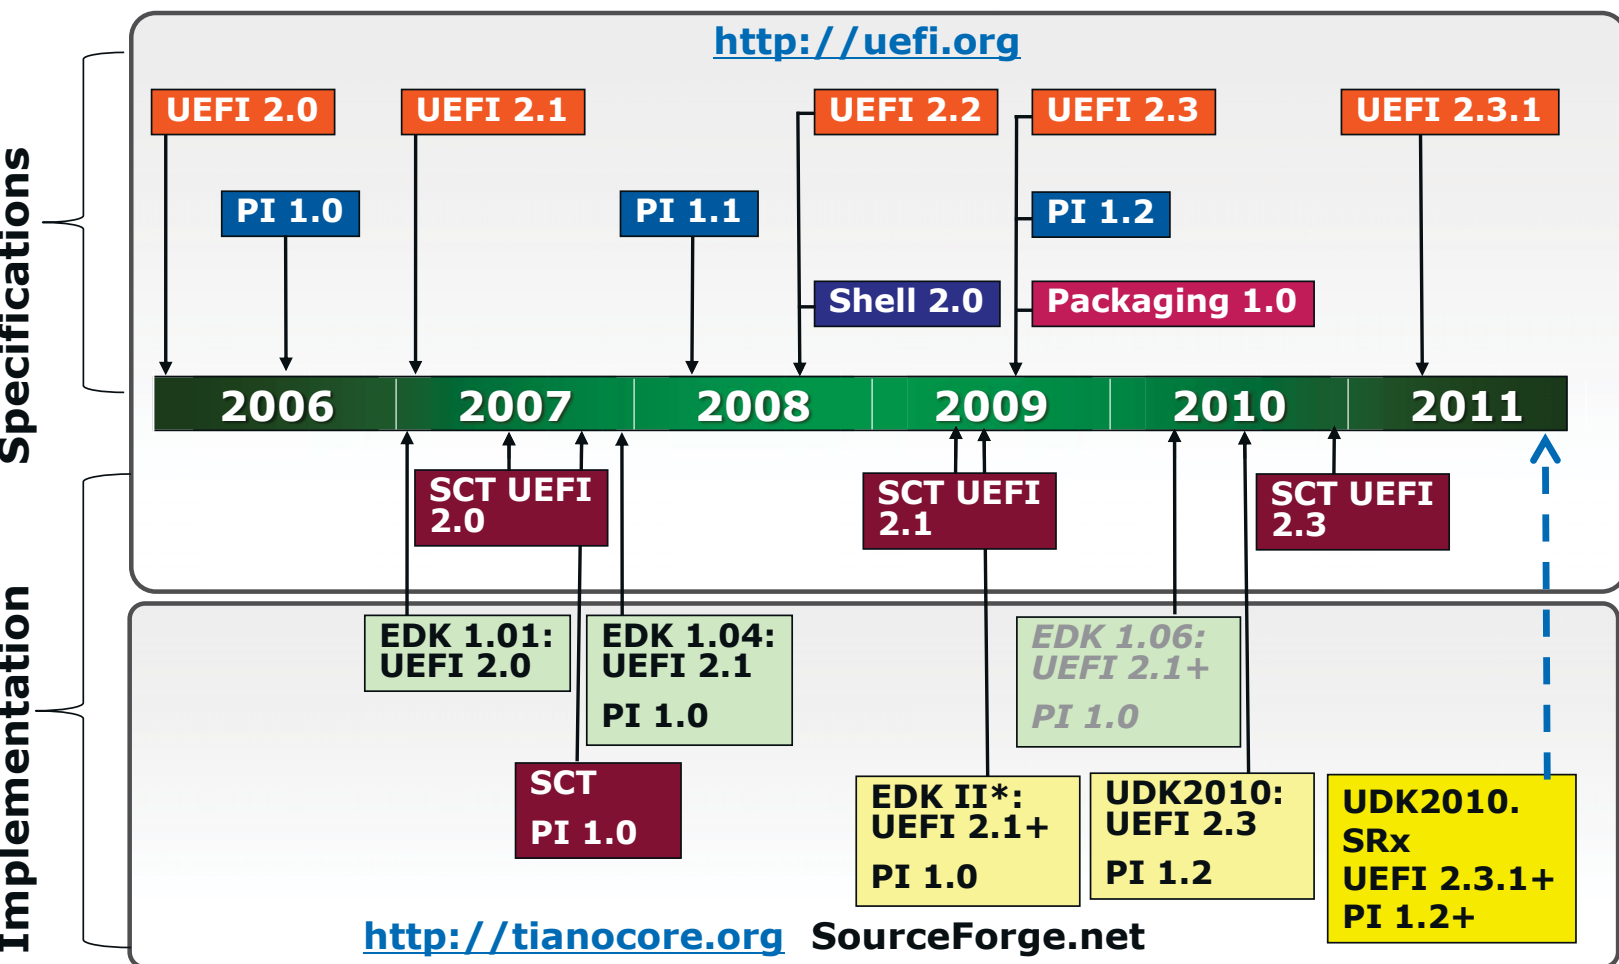 http://uefi.org
UEFI 2.0
UEFI 2.1
UEFI 2.2
UEFI 2.3
UEFI 2.3.1
PI 1.0
PI 1.1
PI 1.2
Shell 2.0
Packaging 1.0
Specifications
2006
2007
2008
2009
2010
2011
SCT UEFI
2.0
SCT UEFI
2.1
SCT UEFI
2.3
Implementation
EDK 1.01:
UEFI 2.0
EDK 1.04:
UEFI 2.1
PI 1.0
EDK 1.06:
UEFI 2.1+
PI 1.0
SCT
PI 1.0
EDK II*:
UEFI 2.1+
PI 1.0
UDK2010:
UEFI 2.3
PI 1.2
UDK2010.
SRx
UEFI 2.3.1+
PI 1.2+
http://tianocore.org SourceForge.net